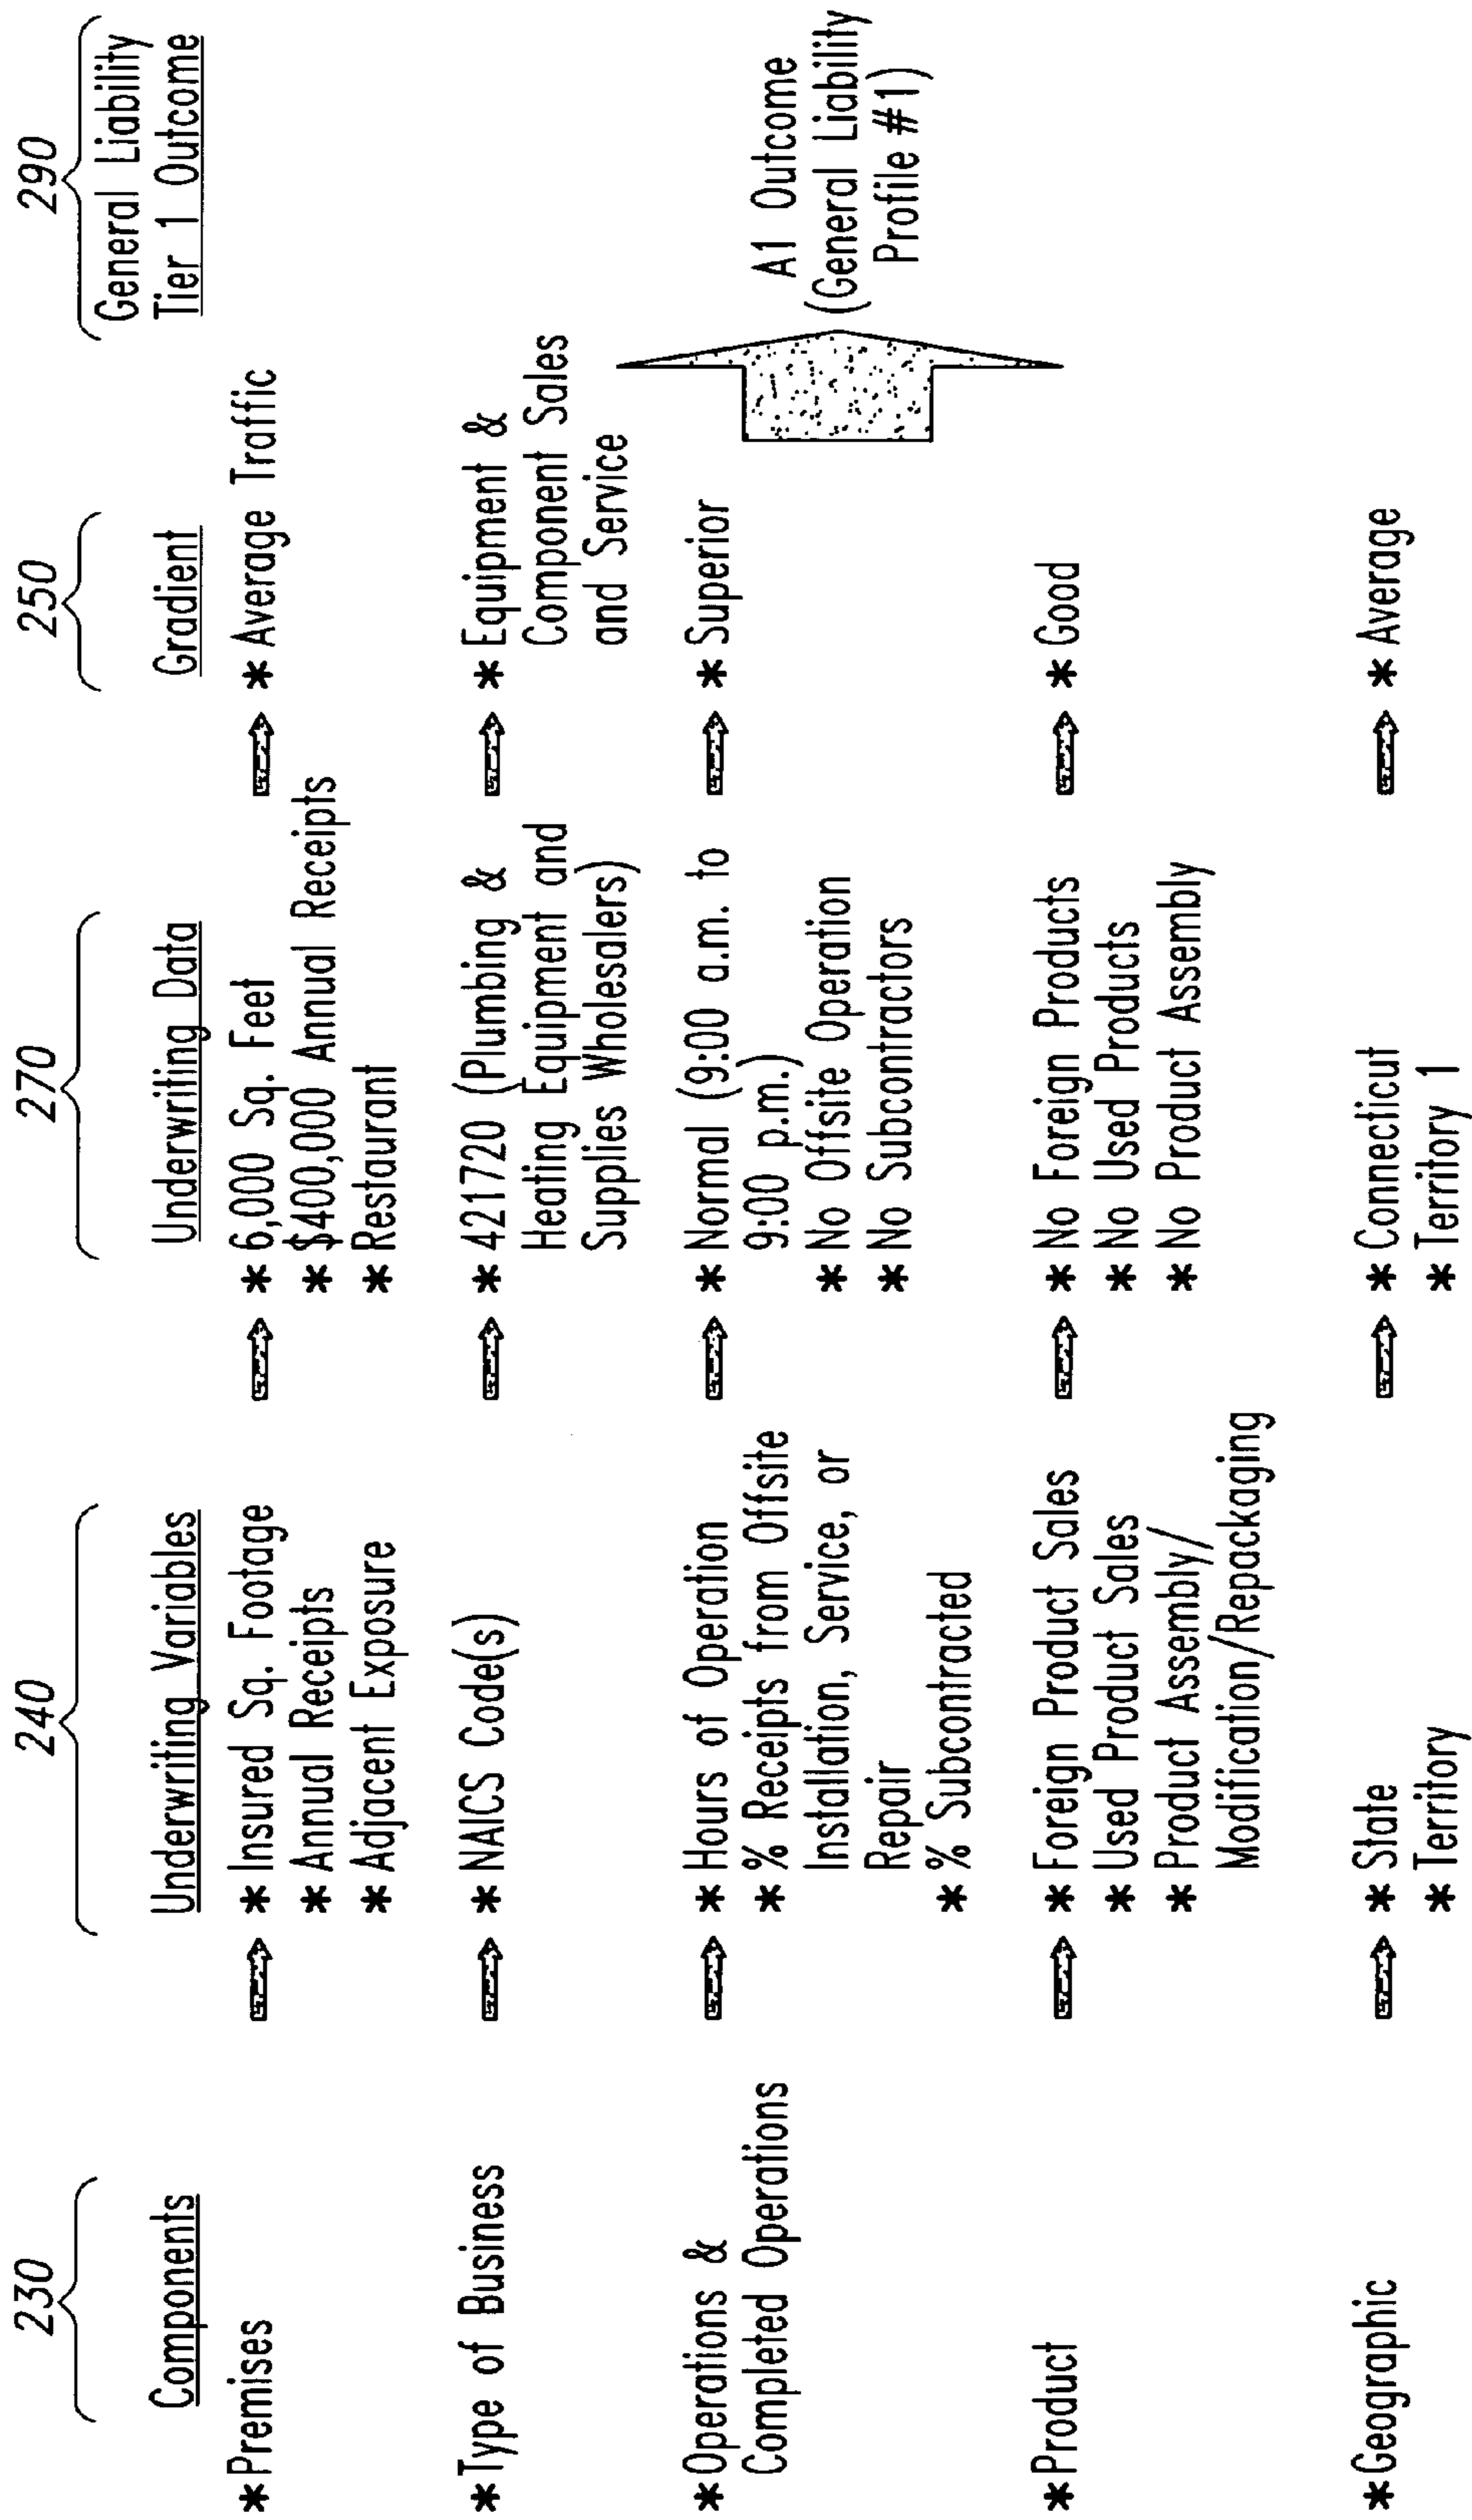 230
Components
* Premises
* Type of Business
* Operations &
Completed Operations
* Product
* Geographic
240
Underwriting Variables
* Insured Sq. Footage
* Annual Receipts
* Adjacent Exposure
* NAICS Code(s)
* Hours of Operation
* % Receipts from Offsite
Installation, Service, or
Repair
* % Subcontracted
* Foreign Product Sales
* Used Product Sales
* Product Assembly/
Modification/Repackaging
* State
* Territory
270
Underwriting Data
* 6,000 Sq. Feet
* $400,000 Annual Receipts
* Restaurant
* 421720 (Plumbing &
Heating Equipment and
Supplies Wholesalers)
* Normal (9:00 a.m. to
9:00 p.m.)
* No Offsite Operation
* No Subcontractors
* No Foreign Products
* No Used Products
* No Product Assembly
* Connecticut
* Territory 1
250
Gradient
* Average Traffic
* Equipment &
Component Sales
and Service
* Superior
* Good
* Average
290
General Liability
Tier 1 Outcome
A1 Outcome
(General Liability
Profile #1)